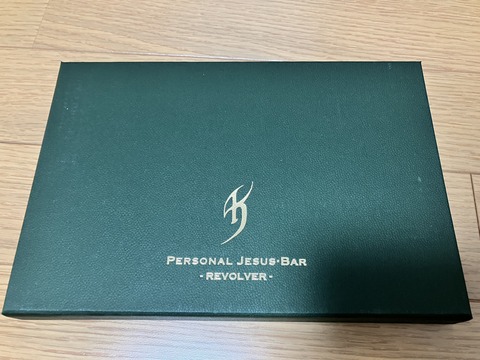 PERSONAL JESUS·BAR
- REVOLVER -